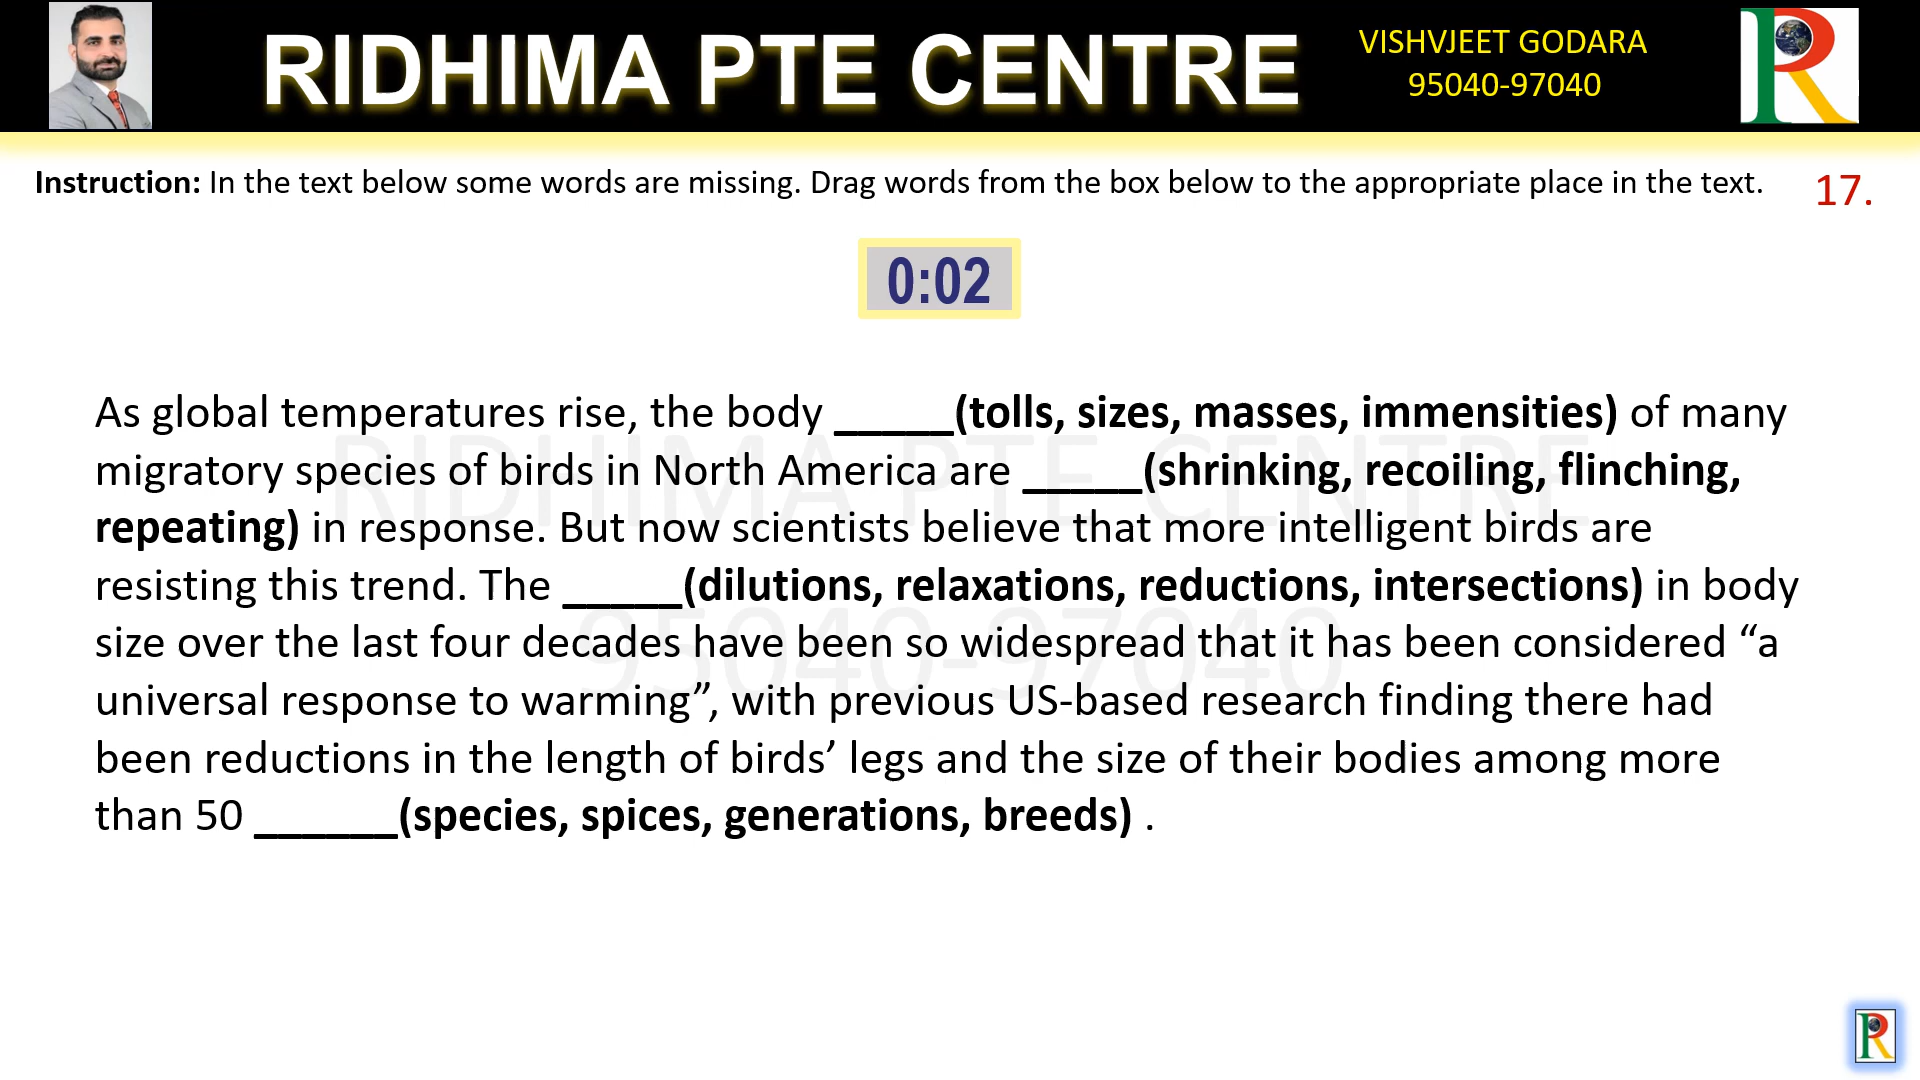 RIDHIMA PTE CENTRE
VISHVJEET GODARA
95040-97040
Instruction: In the text below some words are missing. Drag words from the box below to the appropriate place in the text.
17.
0:02
As global temperatures rise, the body _____(tolls, sizes, masses, immensities) of many
migratory species of birds in North America are _____(shrinking, recoiling, flinching,
repeating) in response. But now scientists believe that more intelligent birds are
resisting this trend. The _____(dilutions, relaxations, reductions, intersections) in body
size over the last four decades have been so widespread that it has been considered “a
universal response to warming”, with previous US-based research finding there had
been reductions in the length of birds’ legs and the size of their bodies among more
than 50 ______(species, spices, generations, breeds) .
RIDHIMA PTE CENTRE
95040-97040